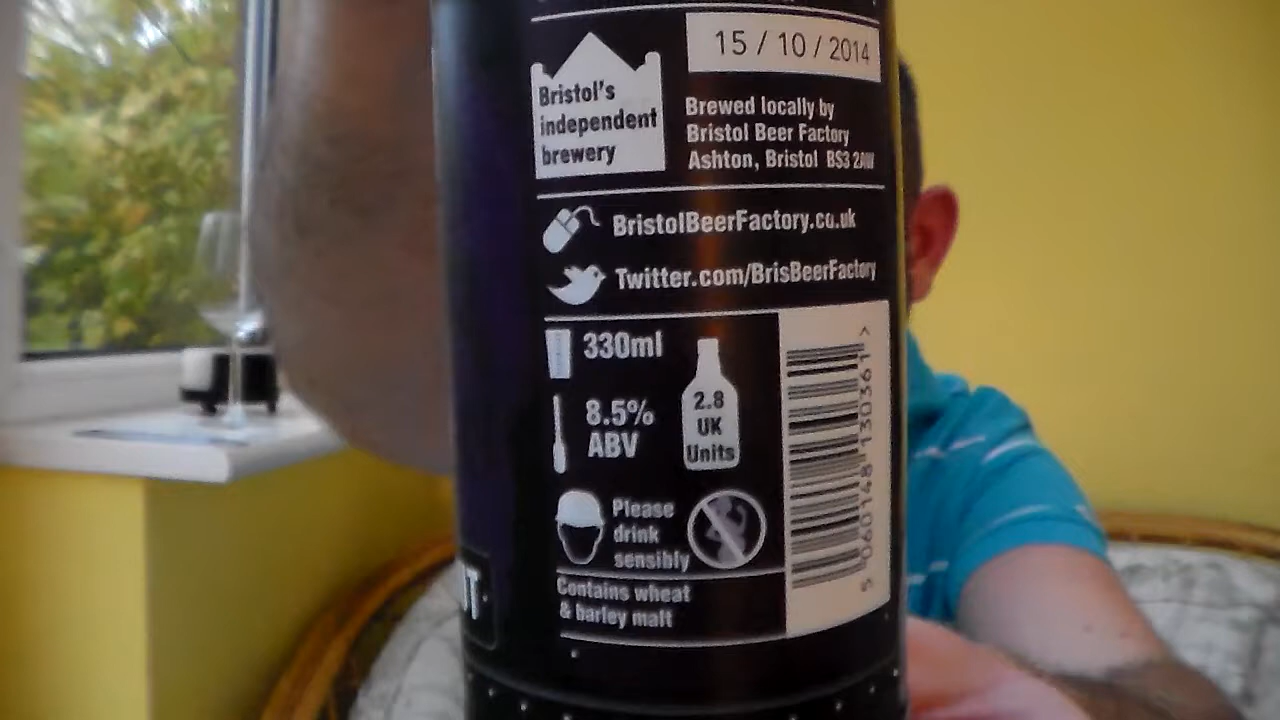 15 / 10 / 2014
Bristol's
independent
brewery
Brewed locally by
Bristol Beer Factory
Ashton, Bristol BS3
BristolBeerFactory.co.uk
Twitter.com/BrisBeerFactory
330ml
8.5%
ABV
2.8
UK
Units
Please
drink
sensibly
Contains wheat
& barley malt
5 060148 130361 >